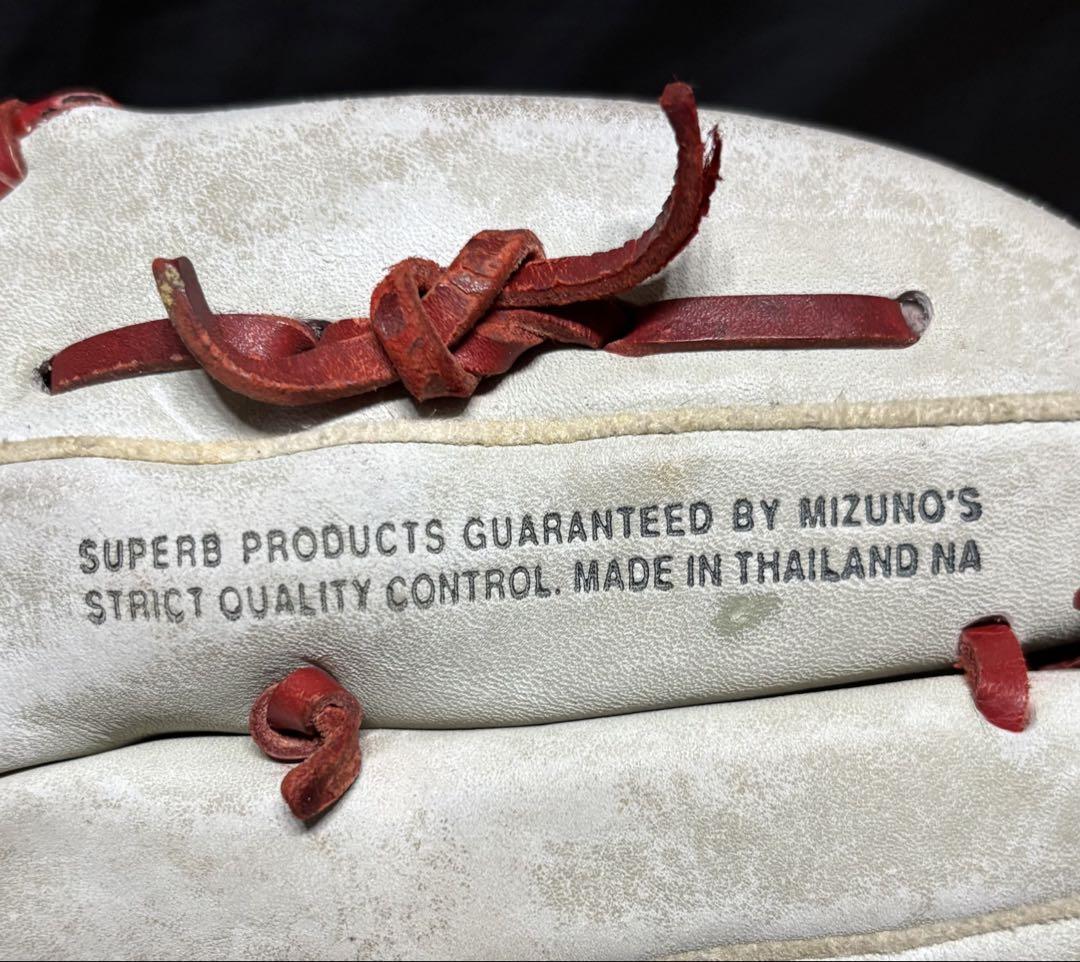 SUPERB PRODUCTS GUARANTEED BY MIZUNO'S
STRICT QUALITY CONTROL. MADE IN THAILAND NA